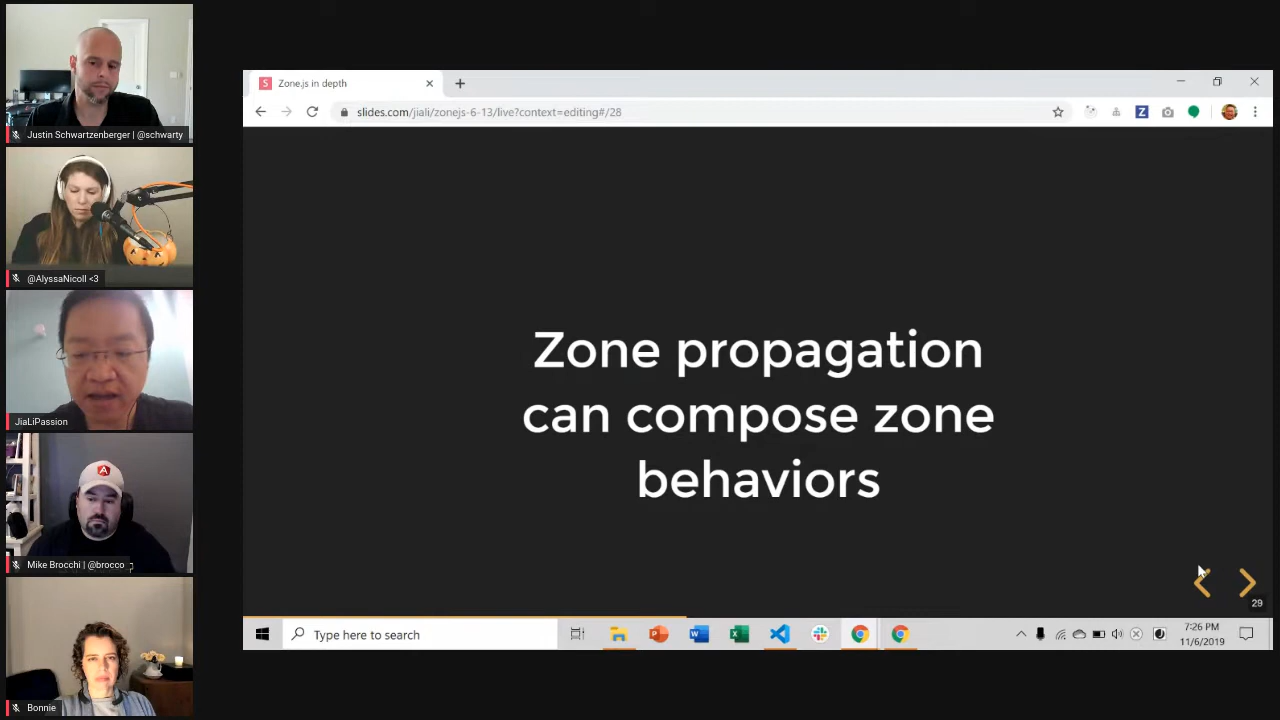 Justin Schwartzenberger | @schwarty
@AlyssaNicoll <3
JiaLiPassion
A
Mike Brocchi | @brocco
Bonnie
S
Zone.js in depth
slides.com/jiali/zonejs-6-13/live?context=editing#/28
Z
Zone propagation
can compose zone
behaviors
29
Type here to search
7:26 PM
11/6/2019